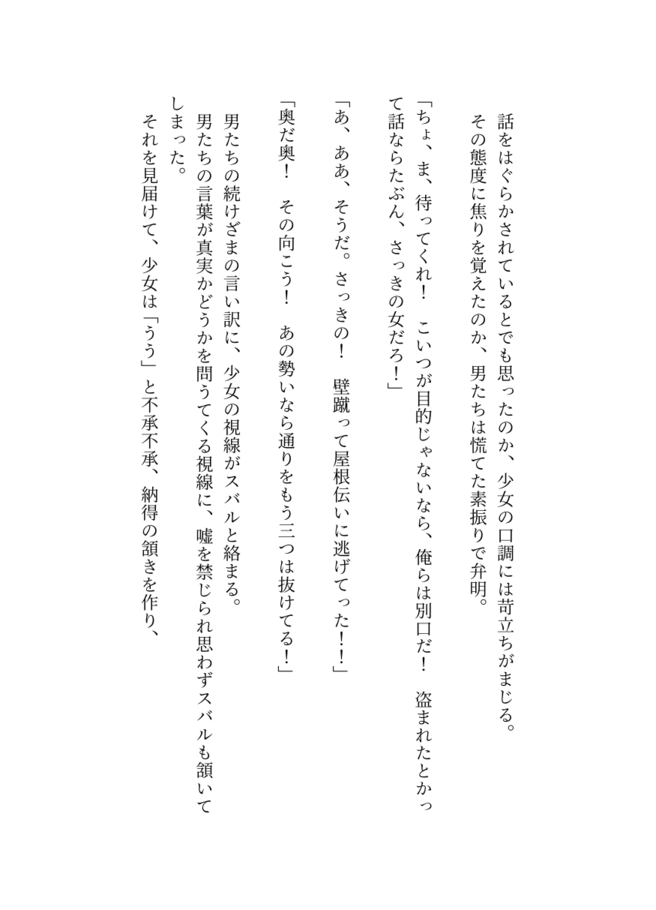 話をはぐらかされているとでも思ったのか、少女の口調には苛立ちがまじる。
その態度に焦りを覚えたのか、男たちは慌てた素振りで弁明。
「ちょ、ま、待ってくれ！　こいつが目的じゃないなら、俺らは別口だ！　盗まれたとかっ
て話ならたぶん、さっきの女だろ！」
「あ、ああ、そうだ。さっきの！　壁蹴って屋根伝いに逃げてった！！」
「奥だ奥！　その向こう！　あの勢いなら通りをもう三つは抜けてる！」
男たちの続けざまの言い訳に、少女の視線がスバルと絡まる。
男たちの言葉が真実かどうかを問うてくる視線に、嘘を禁じられ思わずスバルも頷いて
しまった。
それを見届けて、少女は「うう」と不承不承、納得の頷きを作り、